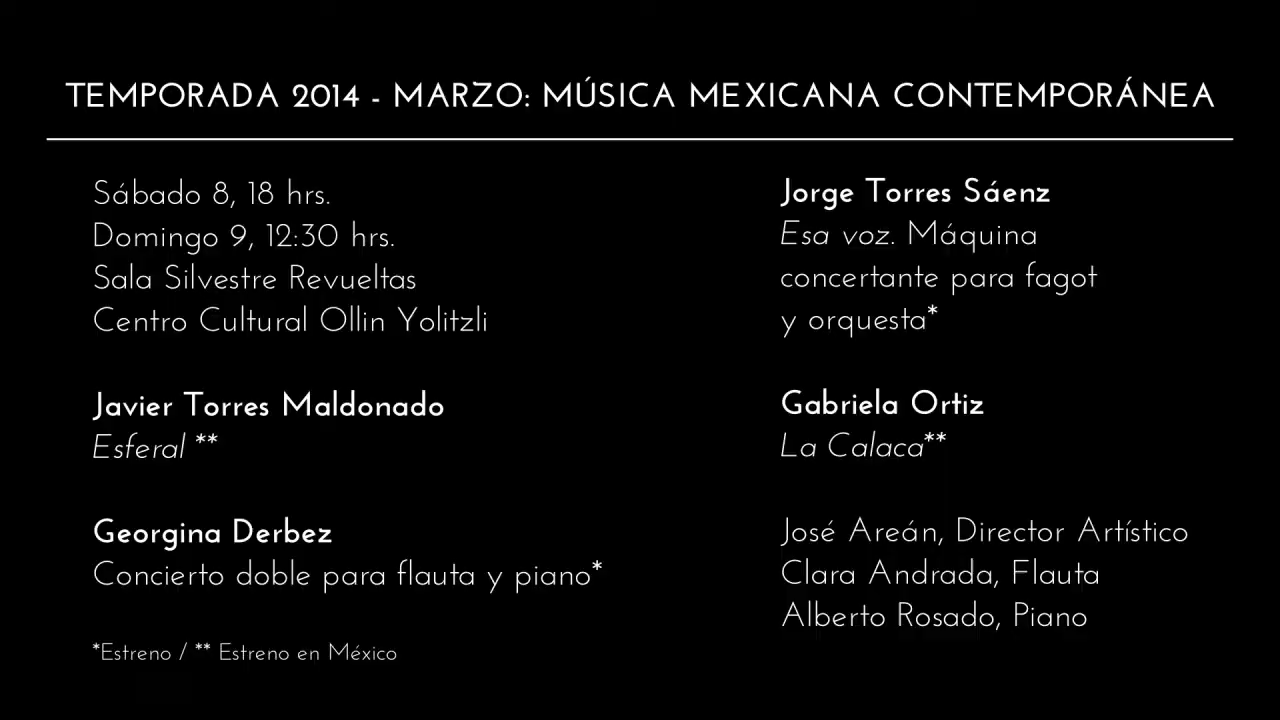 TEMPORADA 2014 - MARZO: MÚSICA MEXICANA CONTEMPORÁNEA
Sábado 8, 18 hrs.
Domingo 9, 12:30 hrs.
Sala Silvestre Revueltas
Centro Cultural Ollin Yolitzli
Javier Torres Maldonado
Esferal **
Georgina Derbez
Concierto doble para flauta y piano*
*Estreno / ** Estreno en México
Jorge Torres Sáenz
Esa voz. Máquina
concertante para fagot
y orquesta*
Gabriela Ortiz
La Calaca**
José Areán, Director Artístico
Clara Andrada, Flauta
Alberto Rosado, Piano